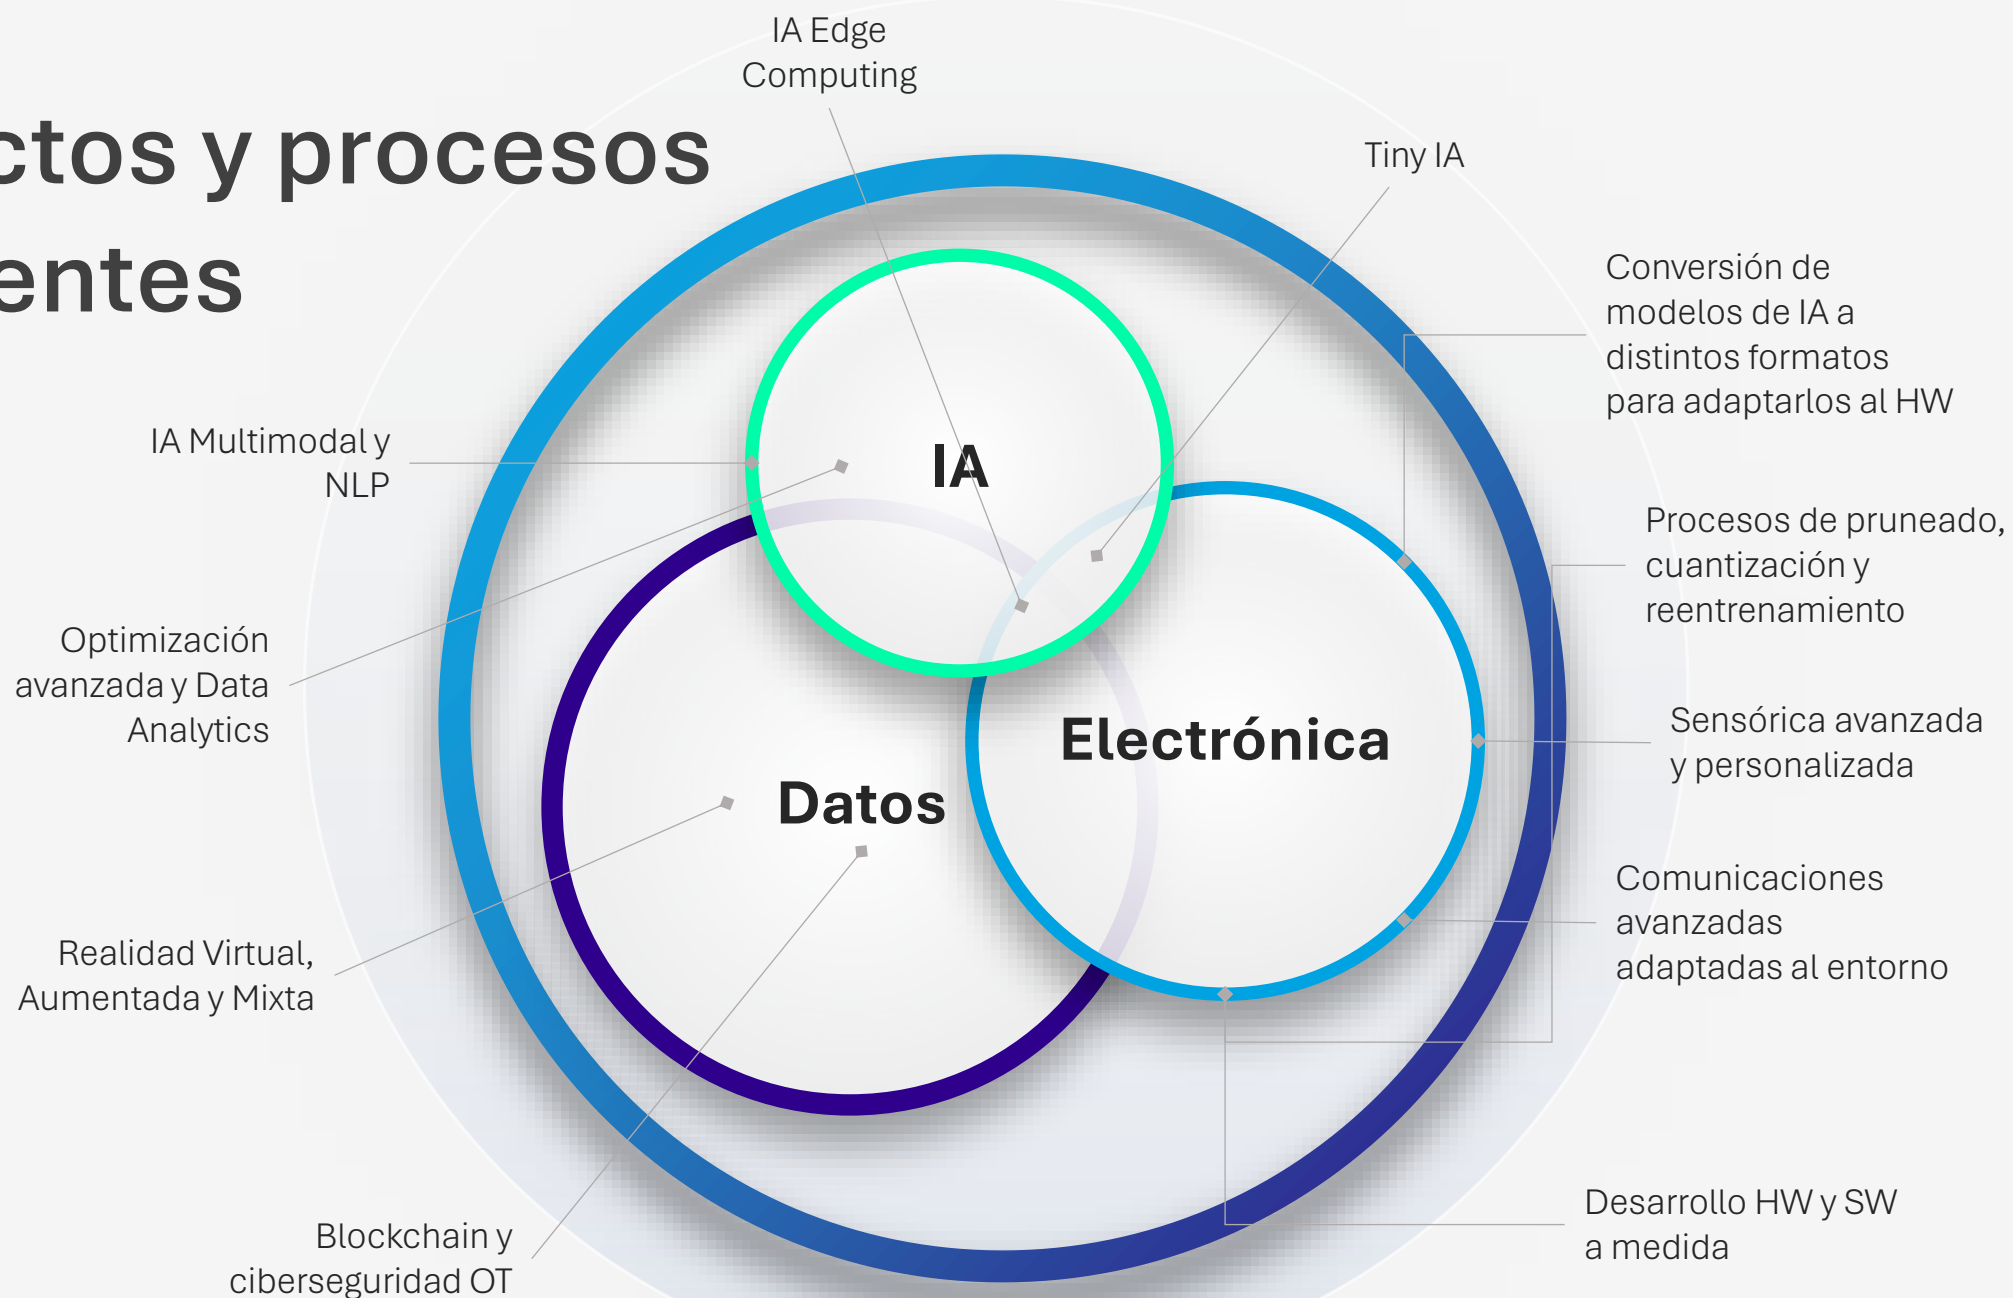 ctos y procesos
entes
IA Edge
Computing
Tiny IA
Conversión de
modelos de IA a
distintos formatos
para adaptarlos al HW
IA Multimodal y
NLP
IA
Procesos de pruneado,
cuantización y
reentrenamiento
Optimización
avanzada y Data
Analytics
Electrónica
Sensórica avanzada
y personalizada
Datos
Comunicaciones
avanzadas
adaptadas al entorno
Realidad Virtual,
Aumentada y Mixta
Desarrollo HW y SW
a medida
Blockchain y
ciberseguridad OT